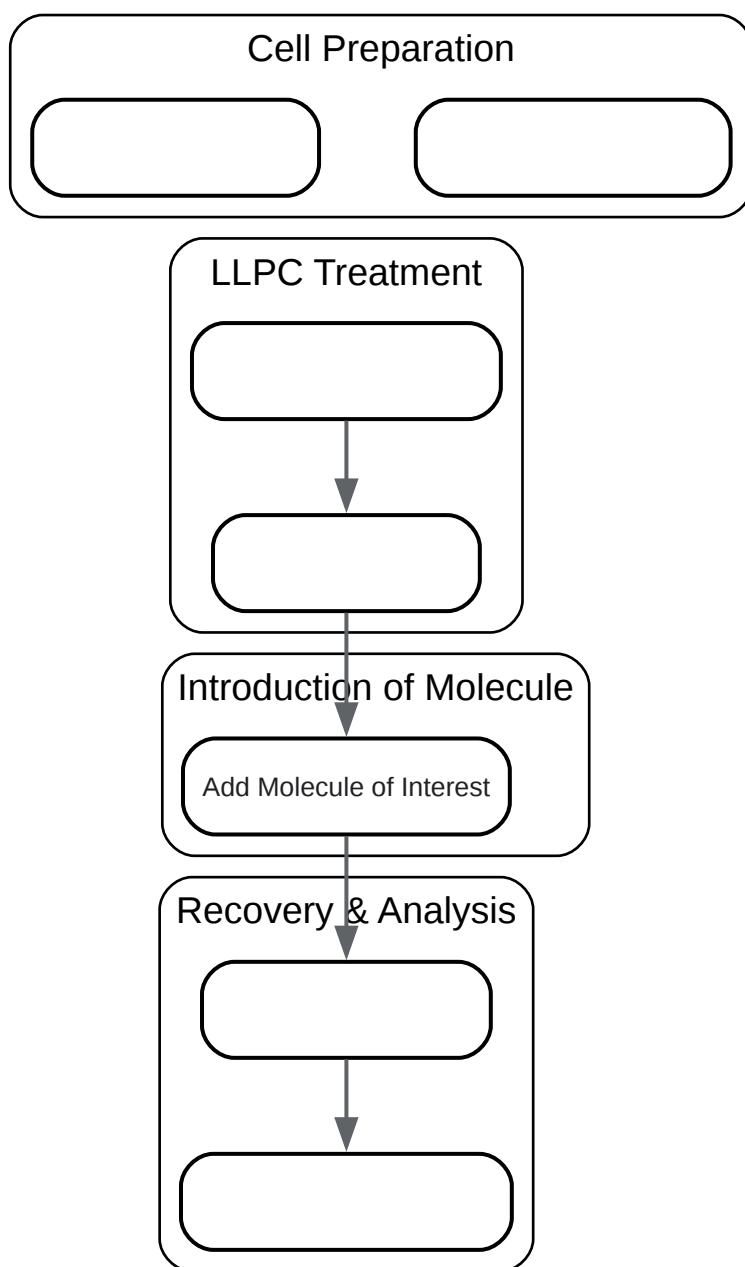 Cell Preparation
LLPC Treatment
Introduction of Molecule
Add Molecule of Interest
Recovery & Analysis